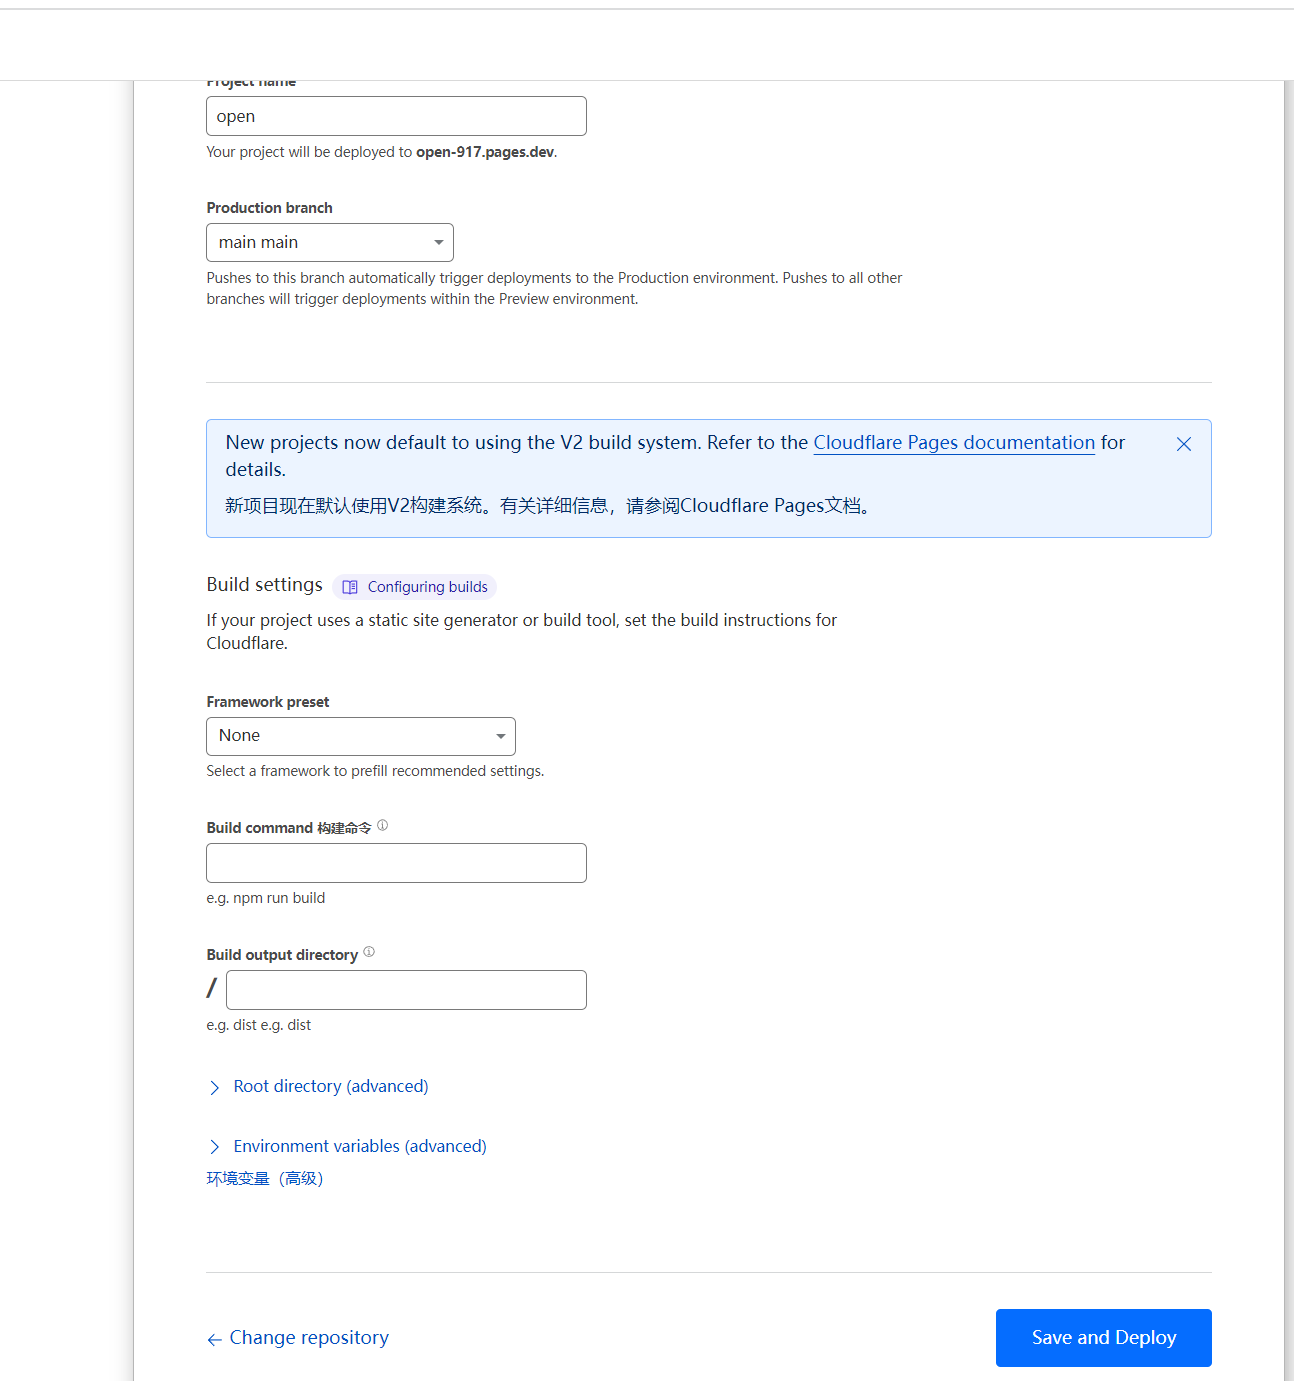 Project name
open
Your project will be deployed to open-917.pages.dev.
Production branch
main main
Pushes to this branch automatically trigger deployments to the Production environment. Pushes to all other
branches will trigger deployments within the Preview environment.
New projects now default to using the V2 build system. Refer to the Cloudflare Pages documentation for
details.
新项目现在默认使用V2构建系统。有关详细信息，请参阅Cloudflare Pages文档。
Build settings
Configuring builds
If your project uses a static site generator or build tool, set the build instructions for
Cloudflare.
Framework preset
None
Select a framework to prefill recommended settings.
Build command 构建命令
e.g. npm run build
Build output directory
/
e.g. dist e.g. dist
Root directory (advanced)
Environment variables (advanced)
环境变量（高级）
Change repository
Save and Deploy